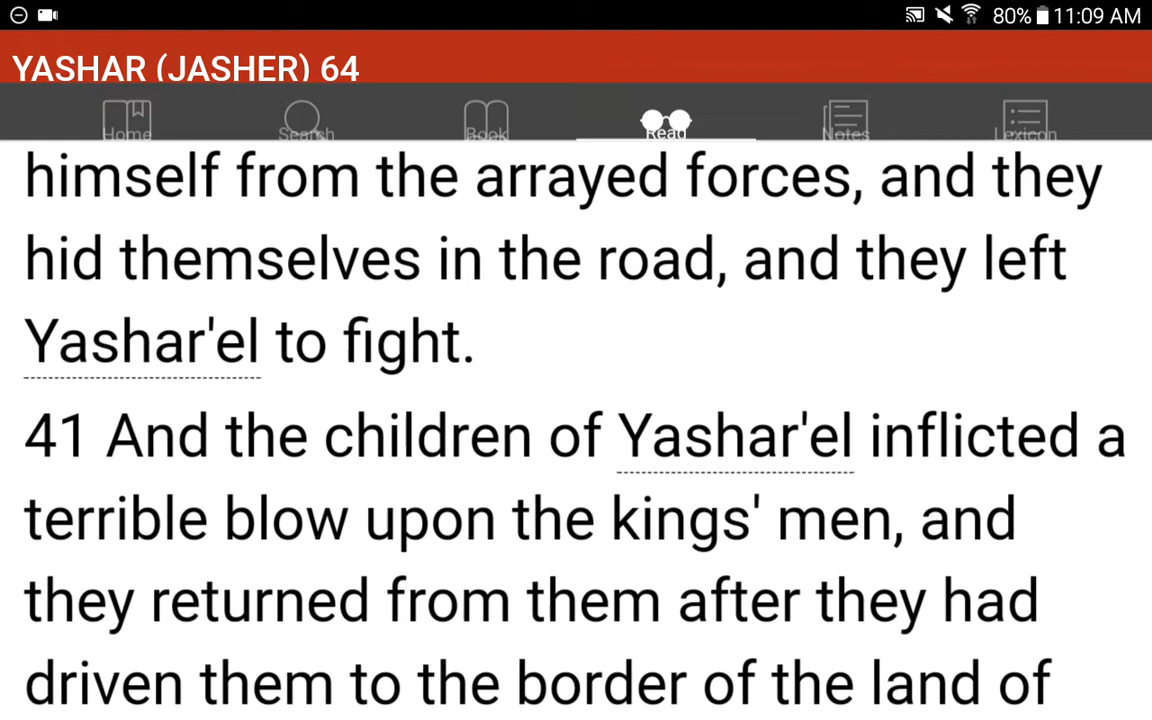 80% 11:09 AM
YASHAR (JASHER) 64
Home Search Book Read Notes Lexicon
himself from the arrayed forces, and they
hid themselves in the road, and they left
Yashar'el to fight.
41 And the children of Yashar'el inflicted a
terrible blow upon the kings' men, and
they returned from them after they had
driven them to the border of the land of